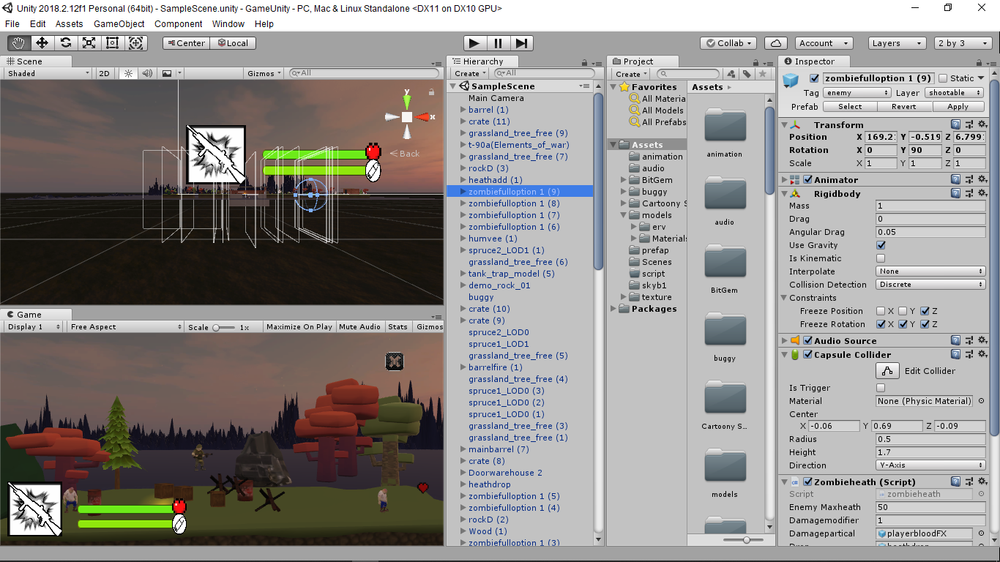 Unity 2018.2.12f1 Personal (64bit) - SampleScene.unity - GameUnity - PC, Mac & Linux Standalone <DX11 on DX10 GPU>
File Edit Assets GameObject Component Window Help
Center Local Collab Account Layers 2 by 3
Scene
Shaded 2D Gizmos All
y
x
Back
Game
Display 1 Free Aspect Scale 1x Maximize On Play Mute Audio Stats Gizmos
Hierarchy
Create All
SampleScene
Main Camera
barrel (1)
crate (11)
grassland_tree_free (9)
t-90a(Elements_of_war)
grassland_tree_free (7)
rockD (3)
heathadd (1)
zombiefulloption 1 (9)
zombiefulloption 1 (8)
zombiefulloption 1 (7)
zombiefulloption 1 (6)
humvee (1)
spruce2_LOD1 (1)
grassland_tree_free (6)
tank_trap_model (5)
demo_rock_01
buggy
crate (10)
crate (9)
spruce2_LOD0
spruce1_LOD1
grassland_tree_free (5)
barrelfire (1)
grassland_tree_free (4)
spruce1_LOD0 (3)
spruce1_LOD0 (2)
spruce1_LOD0 (1)
grassland_tree_free (3)
grassland_tree_free (1)
mainbarrel (7)
crate (8)
Doorwarehouse 2
heathdrop
zombiefulloption 1 (5)
zombiefulloption 1 (4)
rockD (2)
Wood (1)
zombiefulloption 1 (3)
Project
Create
Favorites
All Materia
All Models
All Prefabs
Assets
animation
audio
BitGem
buggy
Cartoony S
models
erv
Materials
prefap
Scenes
script
skyb1
texture
Packages
Assets
animation
audio
BitGem
buggy
Cartoony S...
models
Inspector
zombiefulloption 1 (9) Static
Tag enemy Layer shootable
Prefab Select Revert Apply
Transform
Position X 169.2 Y -0.519 Z 6.799
Rotation X 0 Y 90 Z 0
Scale X 1 Y 1 Z 1
Animator
Rigidbody
Mass 1
Drag 0
Angular Drag 0.05
Use Gravity
Is Kinematic
Interpolate None
Collision Detection Discrete
Constraints
Freeze Position X Y Z
Freeze Rotation X Y Z
Audio Source
Capsule Collider
Edit Collider
Is Trigger
Material None (Physic Material)
Center
X -0.06 Y 0.69 Z -0.09
Radius 0.5
Height 1.7
Direction Y-Axis
Zombieheath (Script)
Script zombieheath
Enemy Maxheath 50
Damagemodifier 1
Damagepartical playerbloodFX